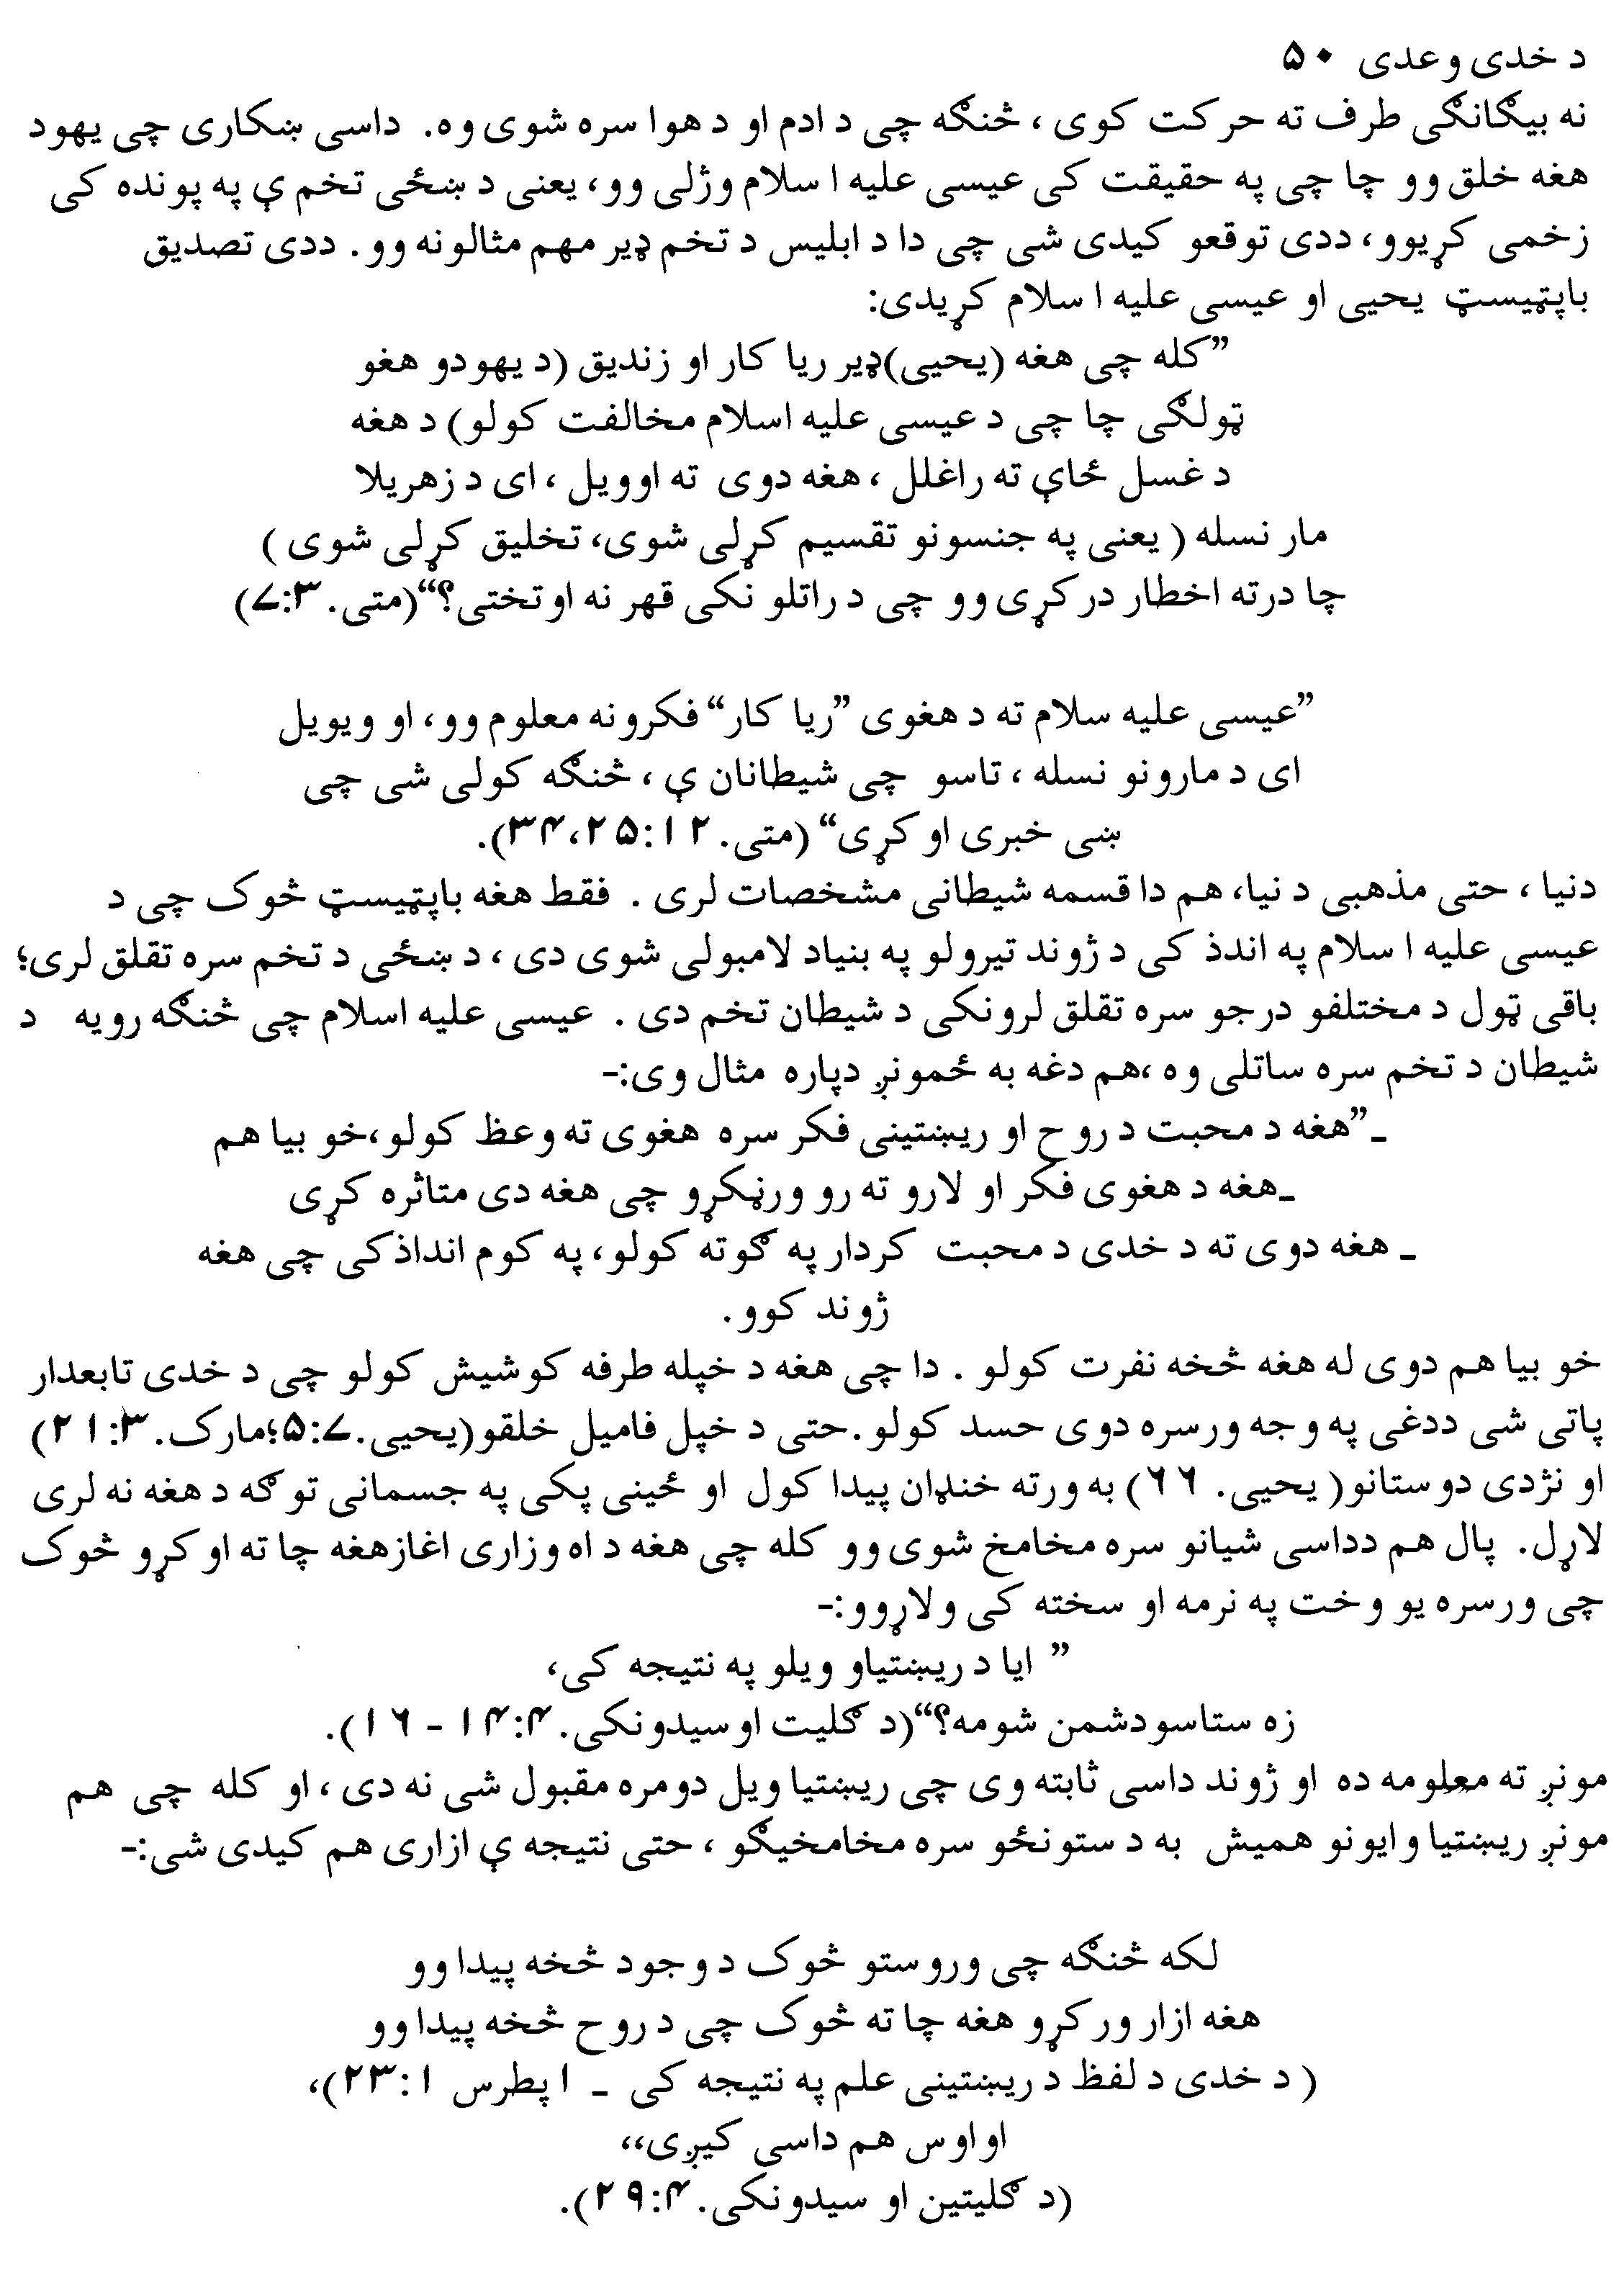 د خدی وعدی ۵۰
نه بیګانګی طرف ته حرکت کوی ، څنګه چی د ادم او د هوا سره شوی وه. داسی ښکاری چی یهود
هغه خلق وو چا چی په حقیقت کی عیسی علیه ا سلام وژلی وو، یعنی د ښځی تخم ې په پونده کی
زخمی کړیوو، ددی توقعو کیدی شی چی دا د ابلیس د تخم ډیر مهم مثالونه وو. ددی تصدیق
باپټیسټ یحیی او عیسی علیه ا سلام کړیدی:
”کله چی هغه (یحیی)ډیر ریا کار او زندیق (د یهودو هغو
ټولګی چا چی د عیسی علیه اسلام مخالفت کولو) د هغه
د غسل ځاې ته راغلل ، هغه دوی ته اوویل ، ای د زهریلا
مار نسله ( یعنی په جنسونو تقسیم کړلی شوی، تخلیق کړلی شوی )
چا درته اخطار درکړی وو چی د راتلو نکی قهر نه اوتختی؟“(متی. ۳:۷)
”عیسی علیه سلام ته د هغوی ”ریا کار“ فکرونه معلوم وو، او ویویل
ای د مارونو نسله ، تاسو چی شیطانان ې ، څنګه کولی شی چی
ښی خبری اوکړی“ (متی. ۱۲:۲۵،۳۴).
دنیا ، حتی مذهبی دنیا، هم دا قسمه شیطانی مشخصات لری . فقط هغه باپټیسټ څوک چی د
عیسی علیه ا سلام په اندذ کی د ژوند تیرولو په بنیاد لامبولی شوی دی ، د ښځی د تخم سره تقلق لری؛
باقی ټول د مختلفو درجو سره تقلق لرونکی د شیطان تخم دی . عیسی علیه اسلام چی څنګه رویه د
شیطان د تخم سره ساتلی وه ،هم دغه به ځمونږ دپاره مثال وی:-
_”هغه د محبت د روح او ریښتینی فکر سره هغوی ته وعظ کولو،خو بیا هم
_هغه د هغوی فکر او لارو ته رو ورنکړو چی هغه دی متاثره کړی
_ هغه دوی ته د خدی د محبت کردار په ګوته کولو، په کوم انداذکی چی هغه
ژوند کوو.
خو بیا هم دوی له هغه څخه نفرت کولو . دا چی هغه د خپله طرفه کوشیش کولو چی د خدی تابعدار
پاتی شی ددغی په وجه ورسره دوی حسد کولو.حتی د خپل فامیل خلقو(یحیی.۷:۵؛مارک. ۳:۲۱)
او نژدی دوستانو( یحیی. ۶۶) به ورته خنډان پیدا کول او ځینی پکی په جسمانی توګه د هغه نه لری
لاړل. پال هم دداسی شیانو سره مخامخ شوی وو کله چی هغه د اه وزاری اغازهغه چا ته اوکړو څوک
چی ورسره یو وخت په نرمه او سخته کی ولاړوو:-
” ایا د ریښتیاو ویلو په نتیجه کی،
زه ستاسو دشمن شومه؟“(د ګلیت اوسیدونکی. ۴:۱۴ - ۱۶).
مونږ ته معلومه ده او ژوند داسی ثابته وی چی ریښتیا ویل دومره مقبول شی نه دی ، او کله چی هم
مونږ ریښتیا وایونو همیش به د ستونځو سره مخامخیګو ، حتی نتیجه ې ازاری هم کیدی شی:-
لکه څنګه چی وروستو څوک د وجود څخه پیدا وو
هغه ازار ورکړو هغه چا ته څوک چی د روح څخه پیدا وو
( د خدی د لفظ د ریښتینی علم په نتیجه کی _ ۱ پطرس ۱:۲۳)،
او اوس هم داسی کیږی،،
(د ګلیتین او سیدونکی. ۴:۲۹).